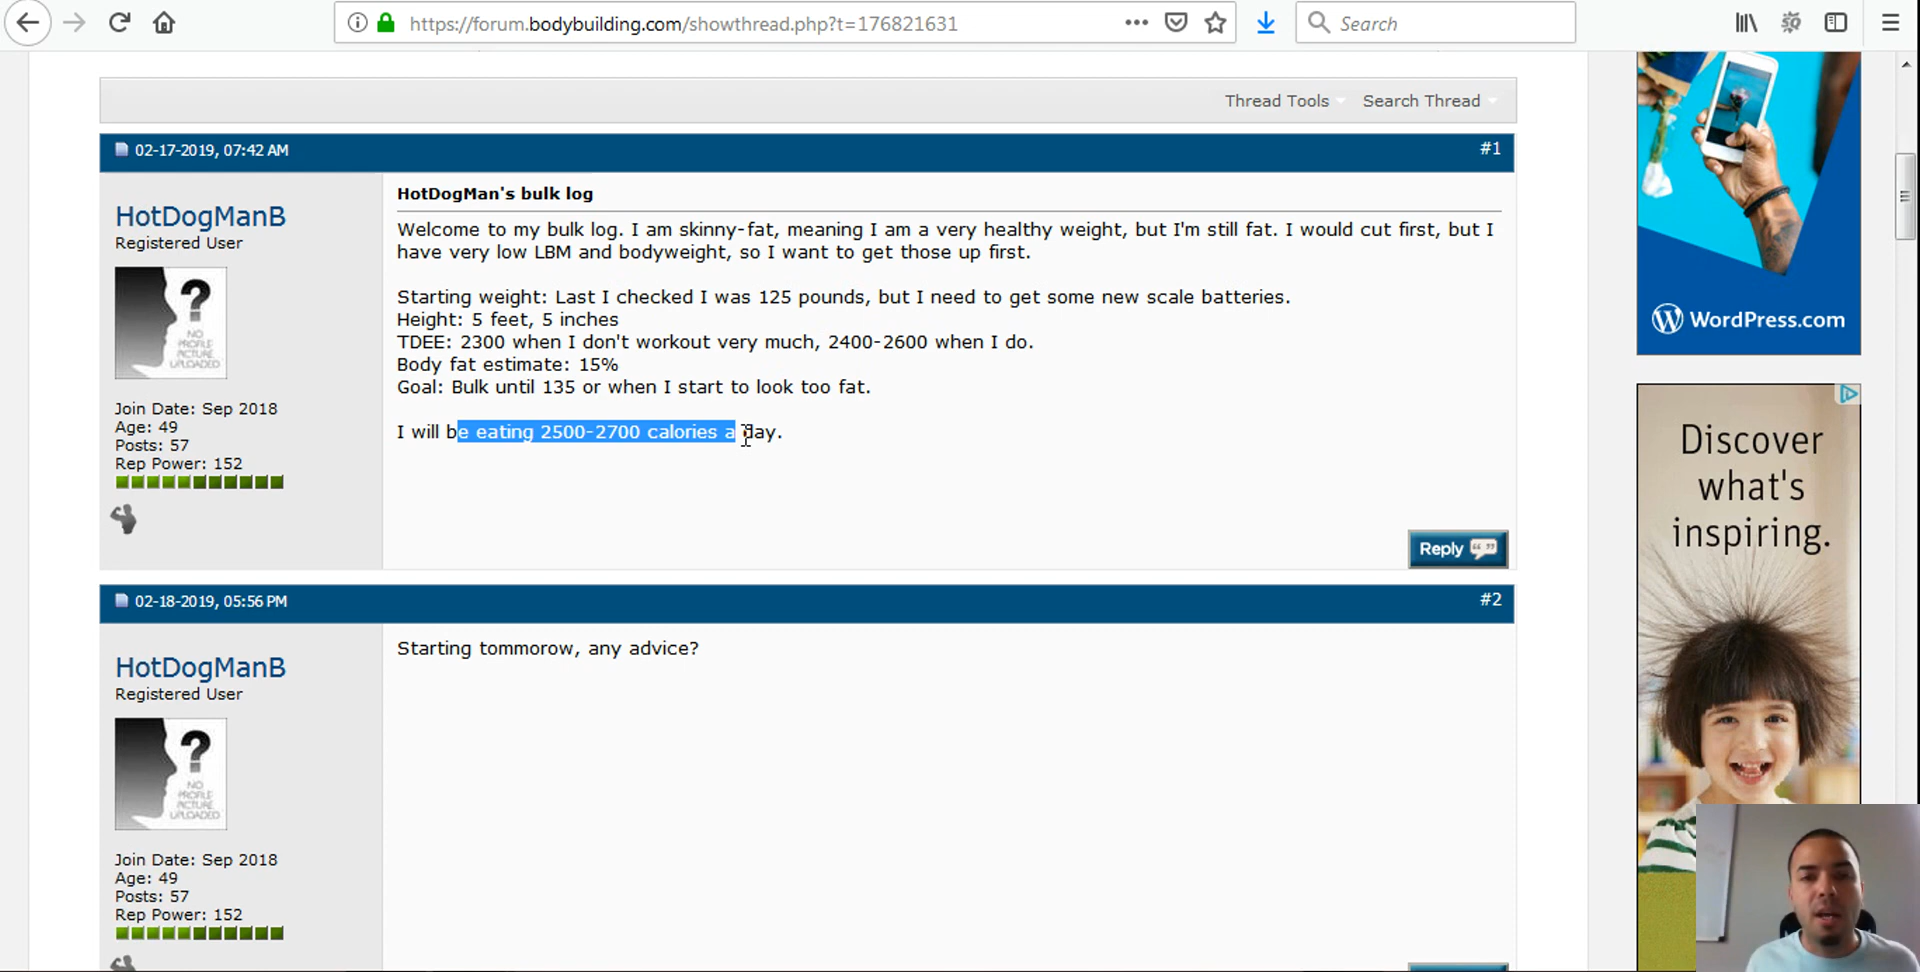 https://forum.bodybuilding.com/showthread.php?t=176821631
Search
Thread Tools
Search Thread
02-17-2019, 07:42 AM
#1
HotDogManB
Registered User
?
NO
PROFILE
PICTURE
UPLOADED
Join Date: Sep 2018
Age: 49
Posts: 57
Rep Power: 152
HotDogMan's bulk log
Welcome to my bulk log. I am skinny-fat, meaning I am a very healthy weight, but I'm still fat. I would cut first, but I
have very low LBM and bodyweight, so I want to get those up first.
Starting weight: Last I checked I was 125 pounds, but I need to get some new scale batteries.
Height: 5 feet, 5 inches
TDEE: 2300 when I don't workout very much, 2400-2600 when I do.
Body fat estimate: 15%
Goal: Bulk until 135 or when I start to look too fat.
I will be eating 2500-2700 calories a day.
Reply
02-18-2019, 05:56 PM
#2
HotDogManB
Registered User
?
NO
PROFILE
PICTURE
UPLOADED
Join Date: Sep 2018
Age: 49
Posts: 57
Rep Power: 152
Starting tommorow, any advice?
WordPress.com
Discover
what's
inspiring.